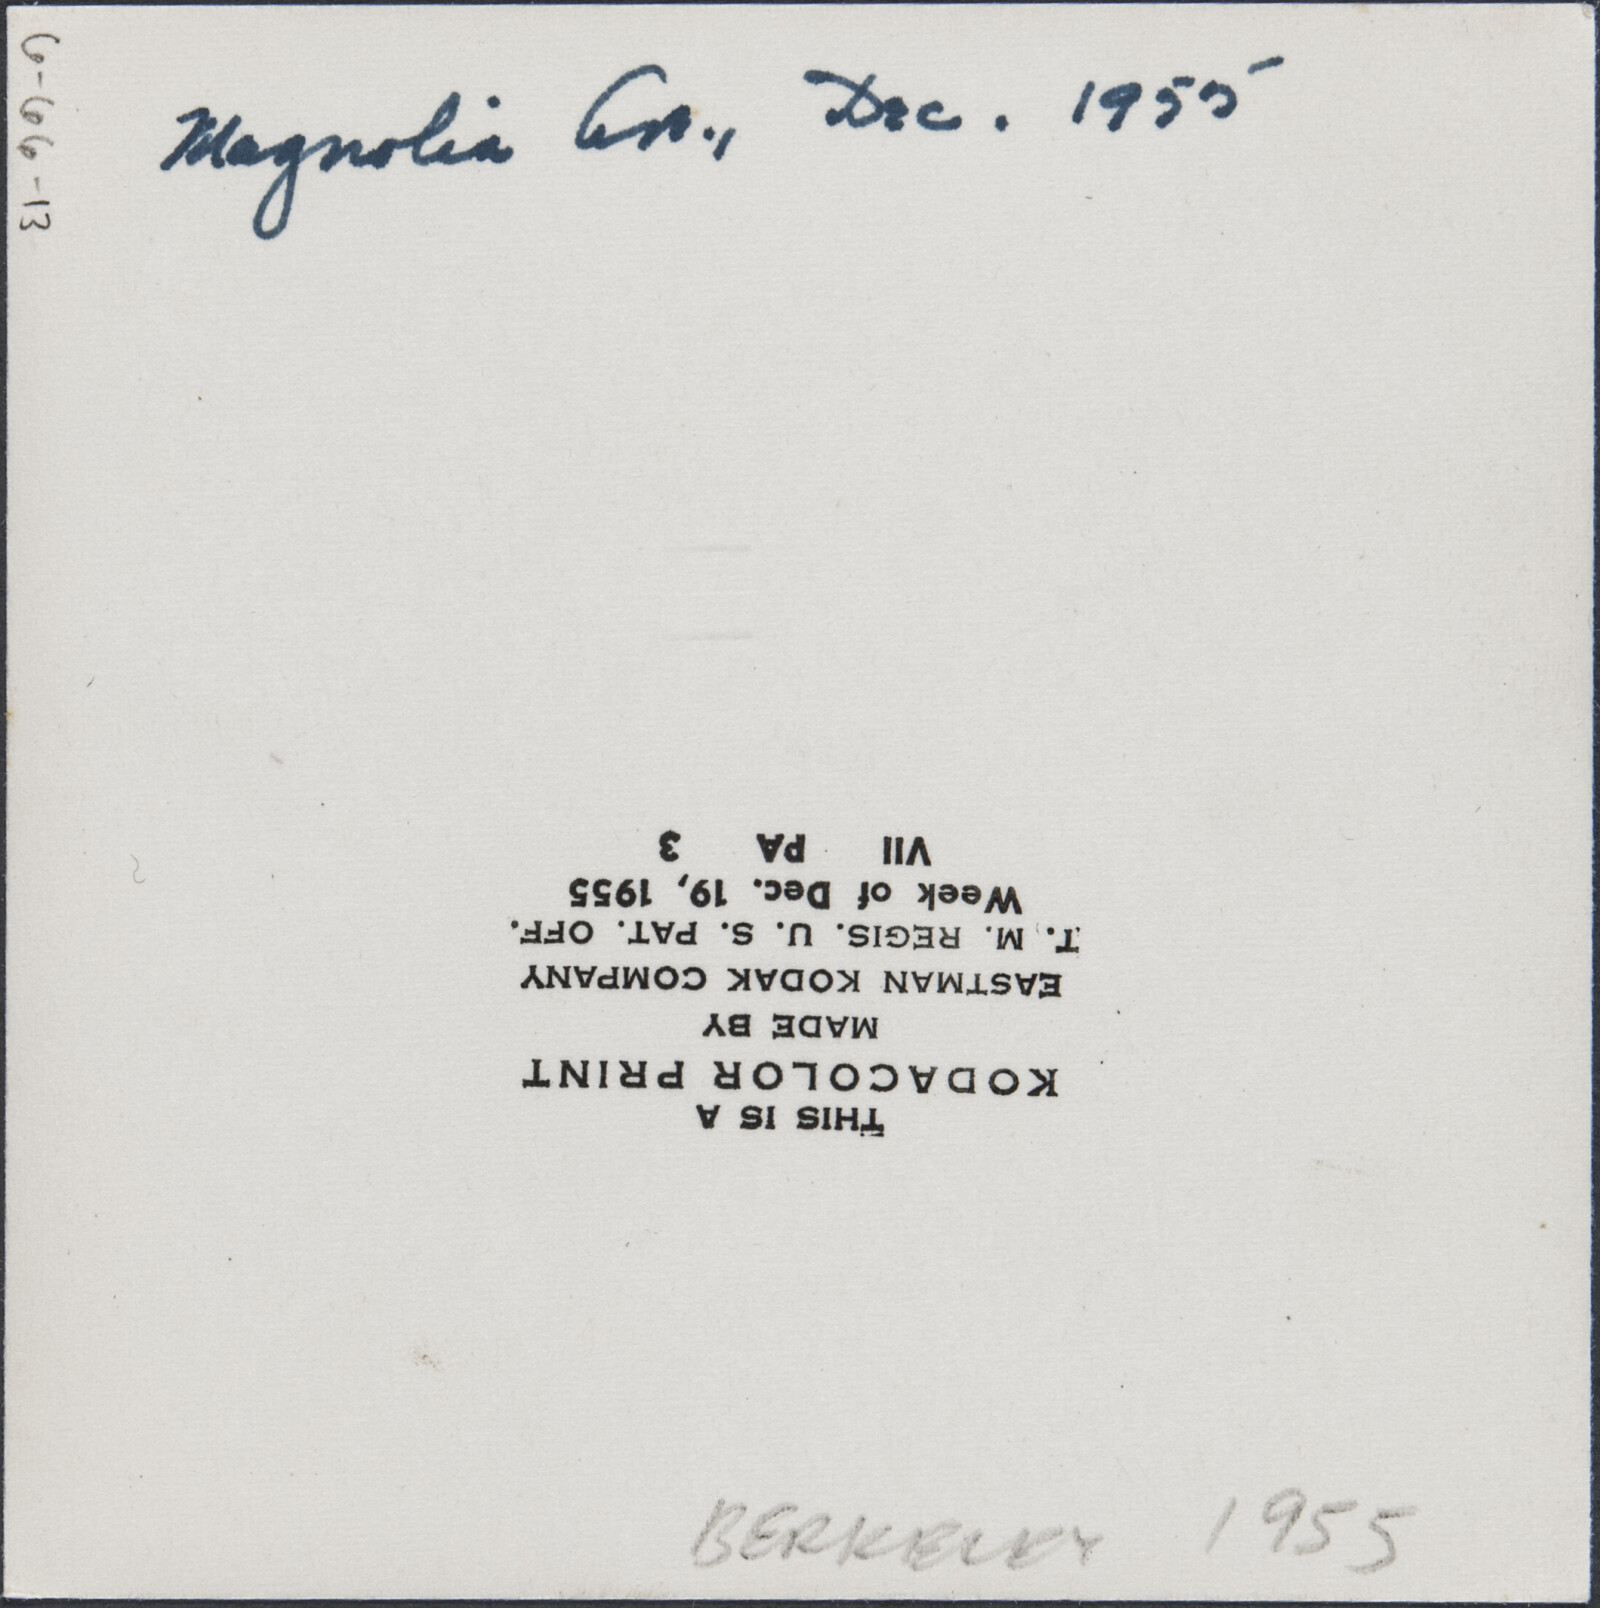 6-66-13
Magnolia Ave., Dec. 1955
THIS IS A
KODACOLOR PRINT
MADE BY
EASTMAN KODAK COMPANY
T. M. REGIS. U. S. PAT. OFF.
Week of Dec. 19, 1955
VII PA 3
BERKELEY 1955